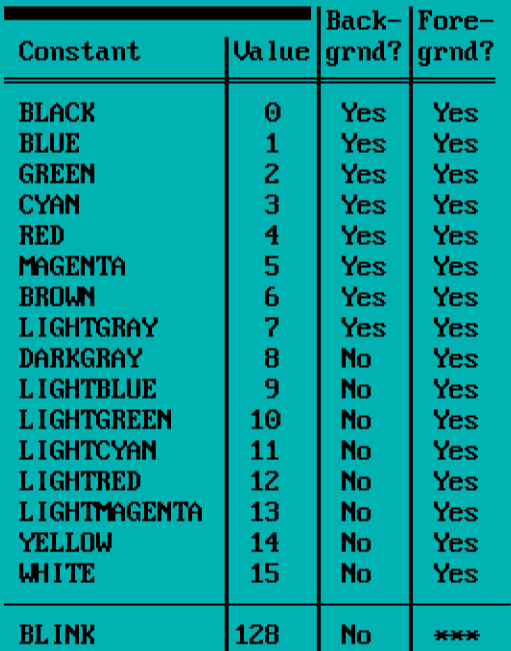 Back- Fore-
Constant Value grnd? grnd?
BLACK 0 Yes Yes
BLUE 1 Yes Yes
GREEN 2 Yes Yes
CYAN 3 Yes Yes
RED 4 Yes Yes
MAGENTA 5 Yes Yes
BROWN 6 Yes Yes
LIGHTGRAY 7 Yes Yes
DARKGRAY 8 No Yes
LIGHTBLUE 9 No Yes
LIGHTGREEN 10 No Yes
LIGHTCYAN 11 No Yes
LIGHTRED 12 No Yes
LIGHTMAGENTA 13 No Yes
YELLOW 14 No Yes
WHITE 15 No Yes
BLINK 128 No ***